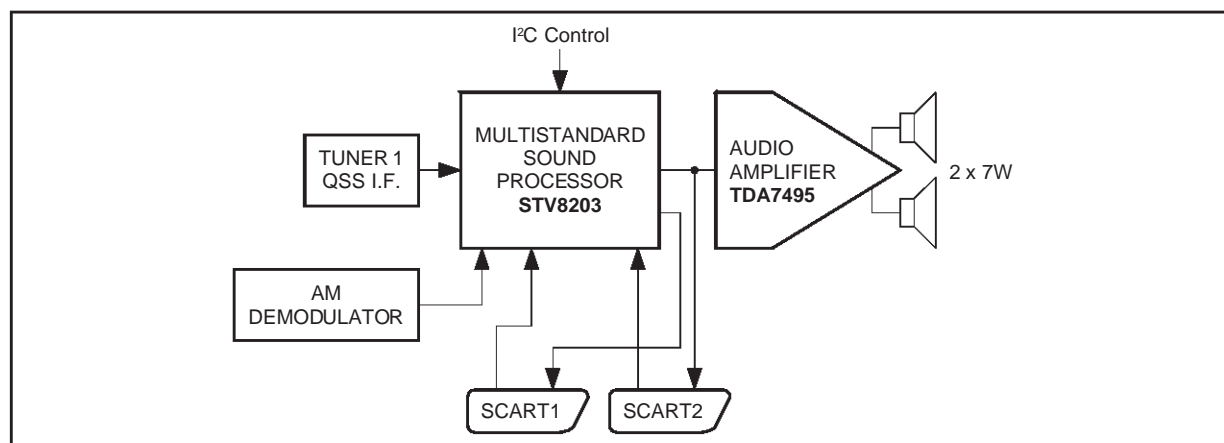 I²C Control
MULTISTANDARD
SOUND
PROCESSOR
STV8203
TUNER 1
QSS I.F.
AUDIO
AMPLIFIER
TDA7495
2 x 7W
AM
DEMODULATOR
SCART1
SCART2